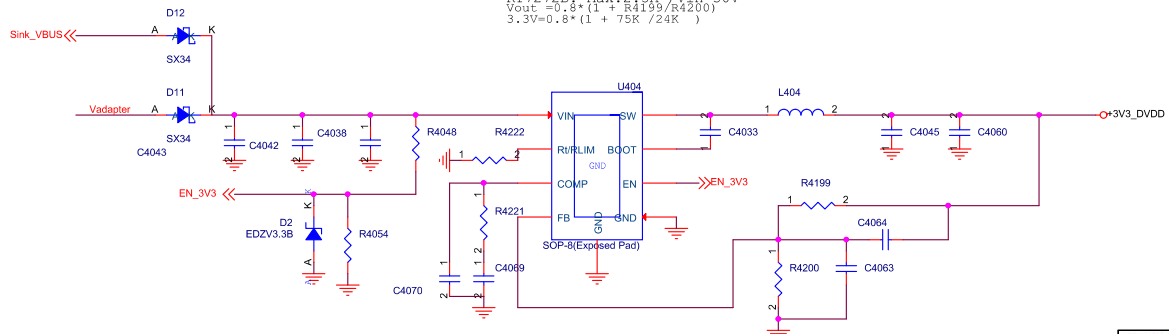 Vout =0.8*(1 + R4199/R4200)
3.3V=0.8*(1 + 75K /24K )
D12
Sink_VBUS
A
K
SX34
D11
Vadapter
A
K
SX34
C4043
1
2
C4042
1
2
C4038
1
2
R4048
EN_3V3
K
D2
EDZV3.3B
A
R4054
R4222
1
2
U404
VIN
SW
Rt/RLIM
BOOT
GND
COMP
EN
FB
GND
GND
SOP-8(Exposed Pad)
EN_3V3
1
R4221
2
1
2
C4069
1
2
C4070
2
1
C4033
L404
1
2
+3V3_DVDD
2
1
C4045
2
1
C4060
R4199
1
2
C4064
1
R4200
2
C4063